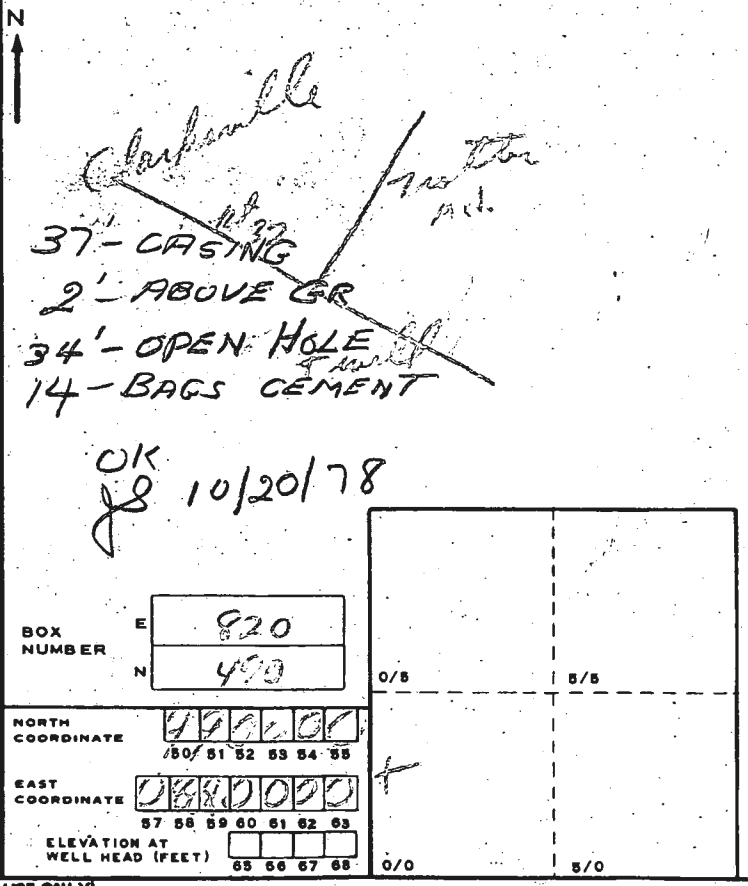 N
Clarksville
Trotter
rd.
Rt 32
37'- CASING
2'- ABOVE GR
34'- OPEN HOLE
well
14- BAGS CEMENT
OK
JS 10/20/78
BOX NUMBER
E 820
N 490
0/5 5/5
NORTH COORDINATE
50 51 52 53 54 55
EAST COORDINATE
57 58 59 60 61 62 63
ELEVATION AT WELL HEAD (FEET)
65 66 67 68
0/0 5/0